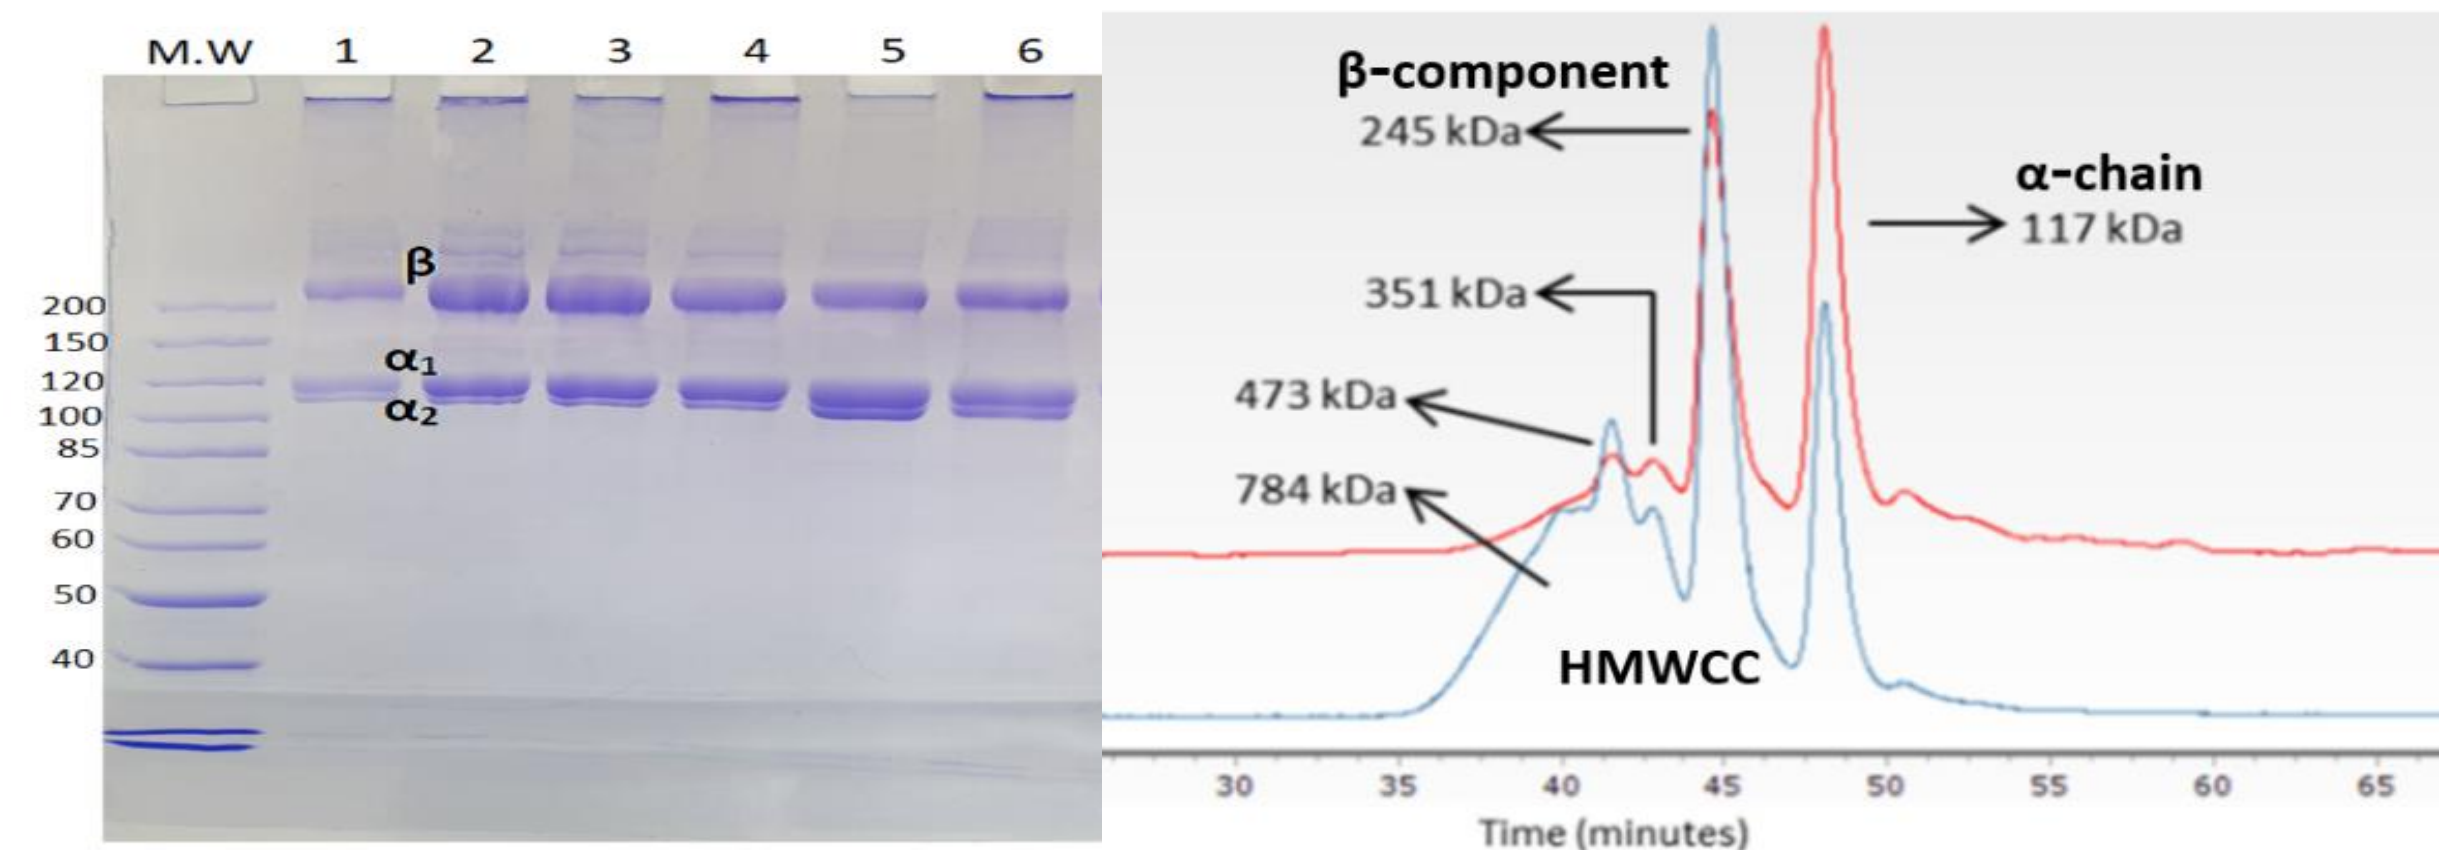 M.W 1 2 3 4 5 6
β
200
150
α₁
120
α₂
100
85
70
60
50
40
β-component
245 kDa
α-chain
117 kDa
351 kDa
473 kDa
784 kDa
HMWCC
30 35 40 45 50 55 60 65
Time (minutes)